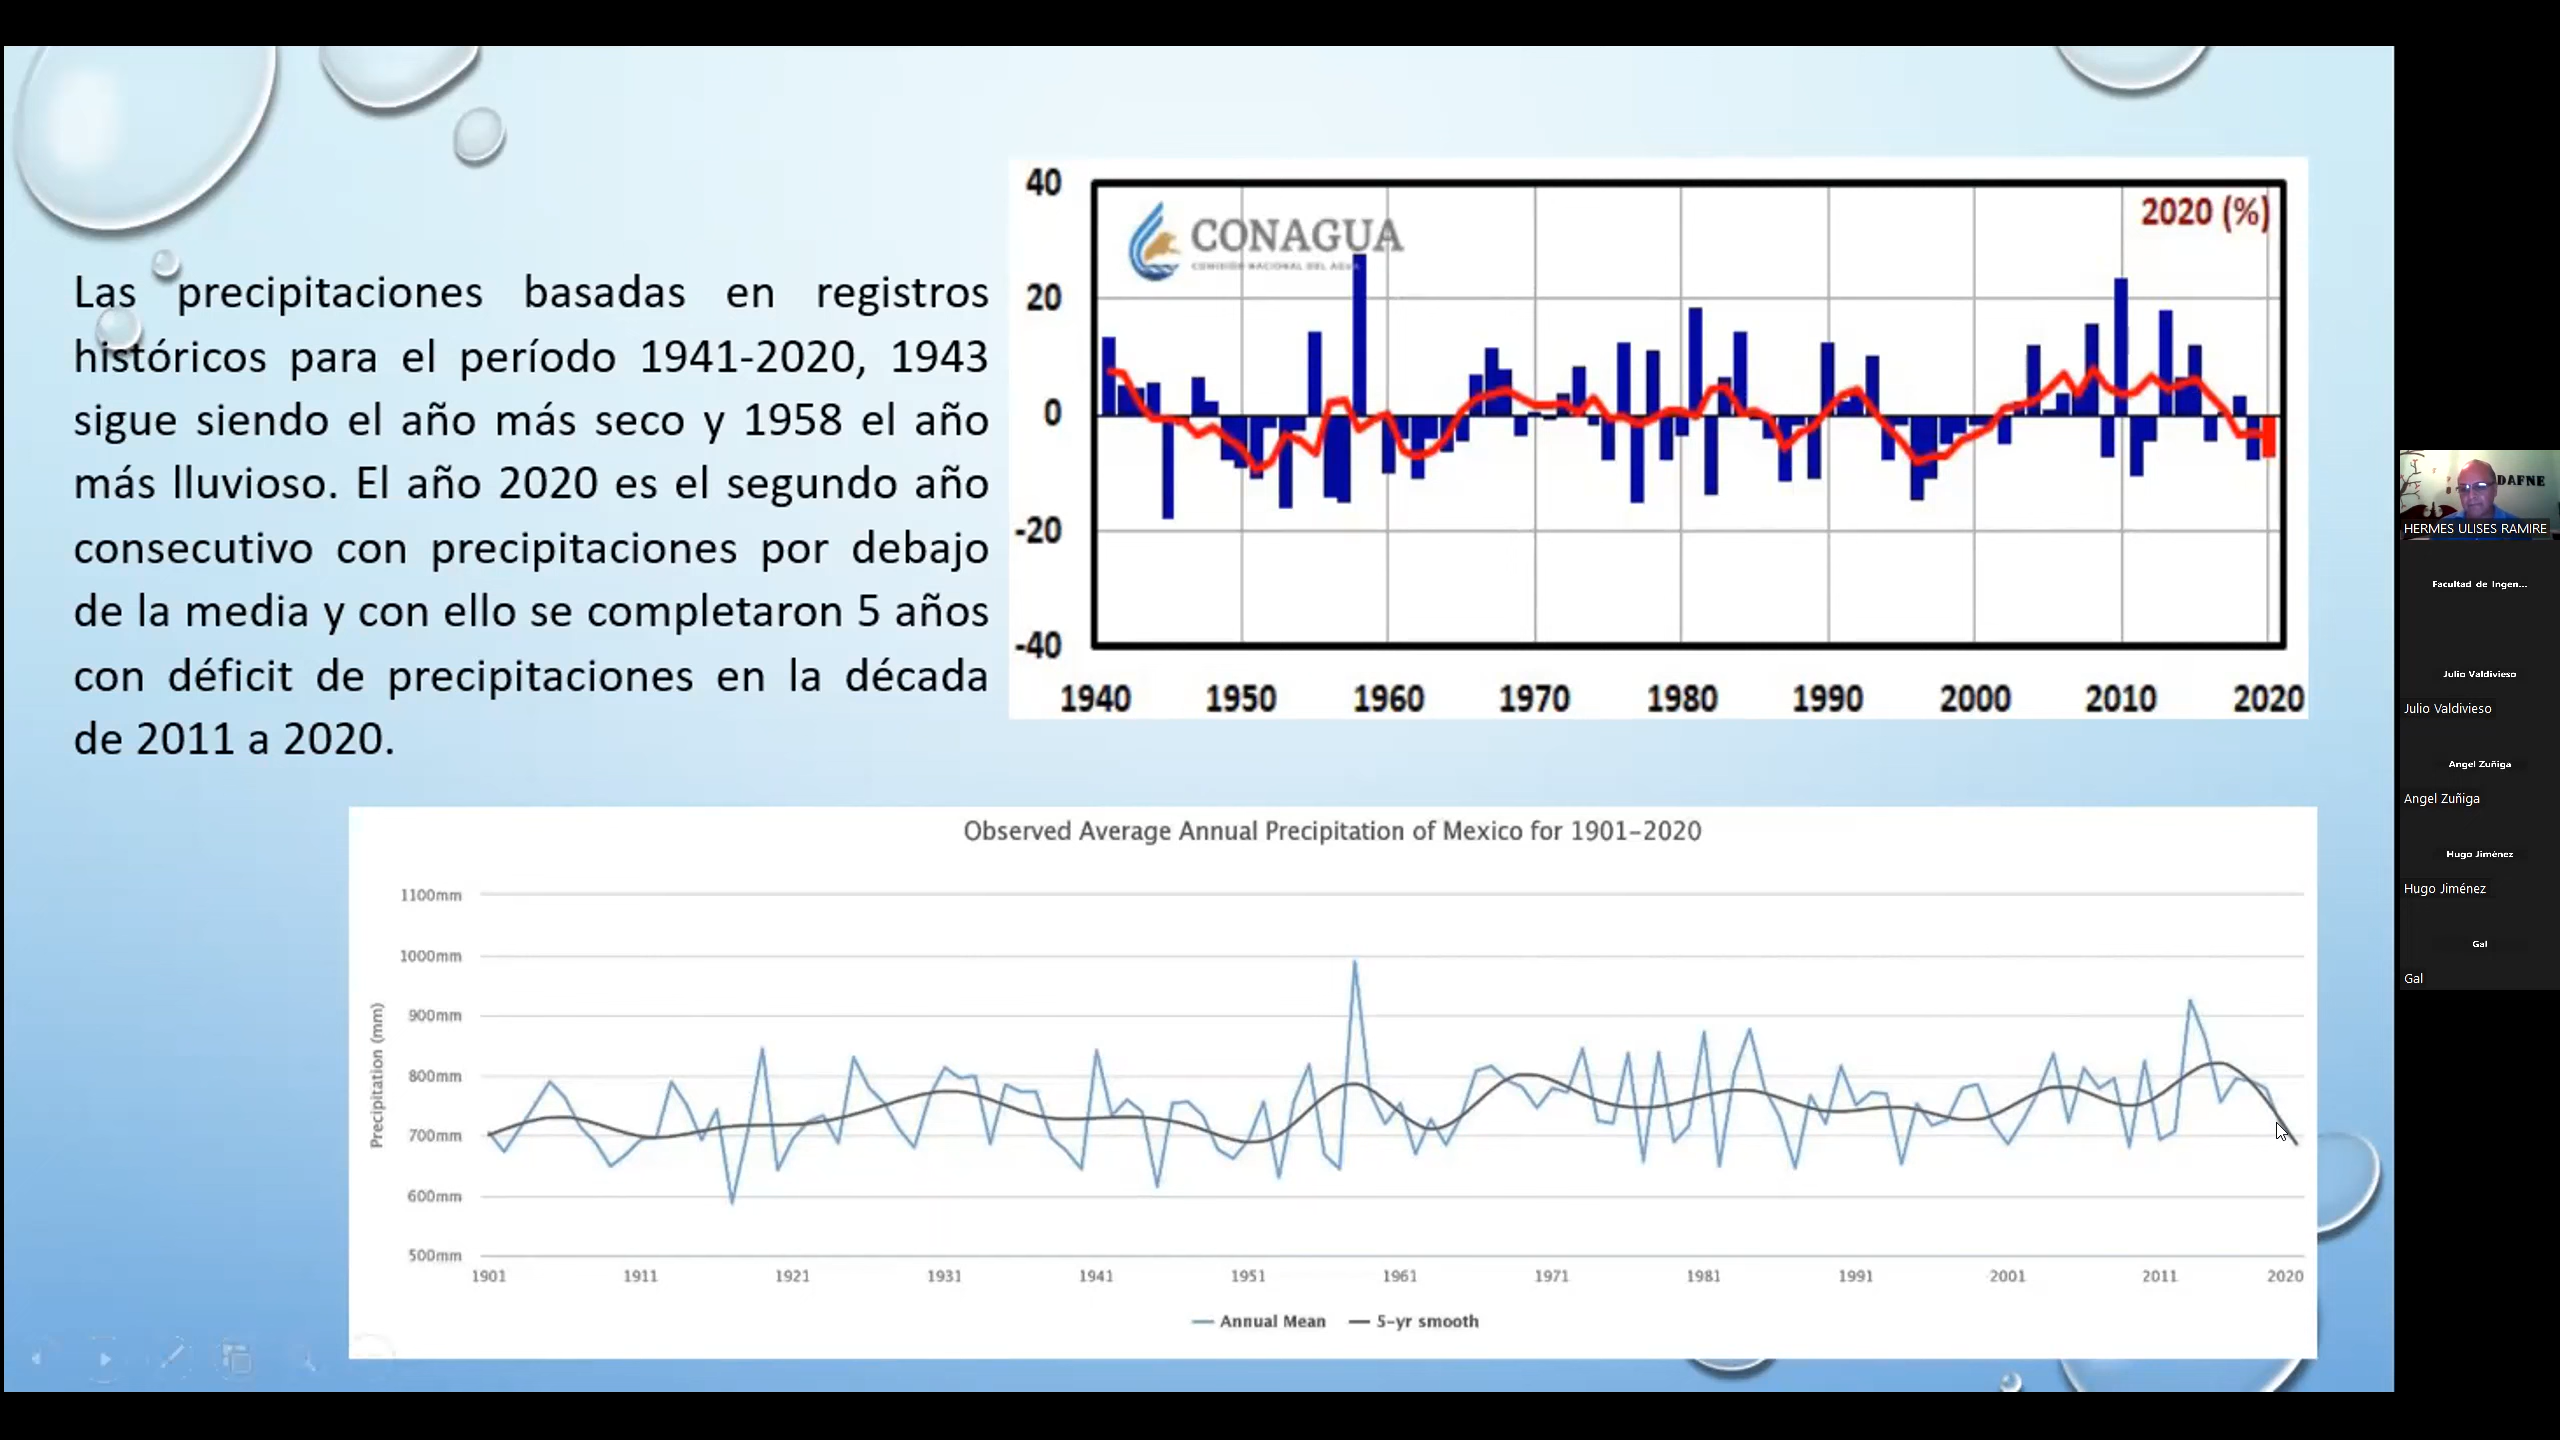 Las precipitaciones basadas en registros
históricos para el período 1941-2020, 1943
sigue siendo el año más seco y 1958 el año
más lluvioso. El año 2020 es el segundo año
consecutivo con precipitaciones por debajo
de la media y con ello se completaron 5 años
con déficit de precipitaciones en la década
de 2011 a 2020.
40
20
0
-20
-40
CONAGUA
COMISIÓN NACIONAL DEL AGUA
2020 (%)
1940 1950 1960 1970 1980 1990 2000 2010 2020
Observed Average Annual Precipitation of Mexico for 1901-2020
Precipitation (mm)
1100mm
1000mm
900mm
800mm
700mm
600mm
500mm
1901 1911 1921 1931 1941 1951 1961 1971 1981 1991 2001 2011 2020
Annual Mean 5-yr smooth
DAFNE
HERMES ULISES RAMIRE
Facultad de Ingen...
Julio Valdivieso
Julio Valdivieso
Angel Zuñiga
Angel Zuñiga
Hugo Jiménez
Hugo Jiménez
Gal
Gal